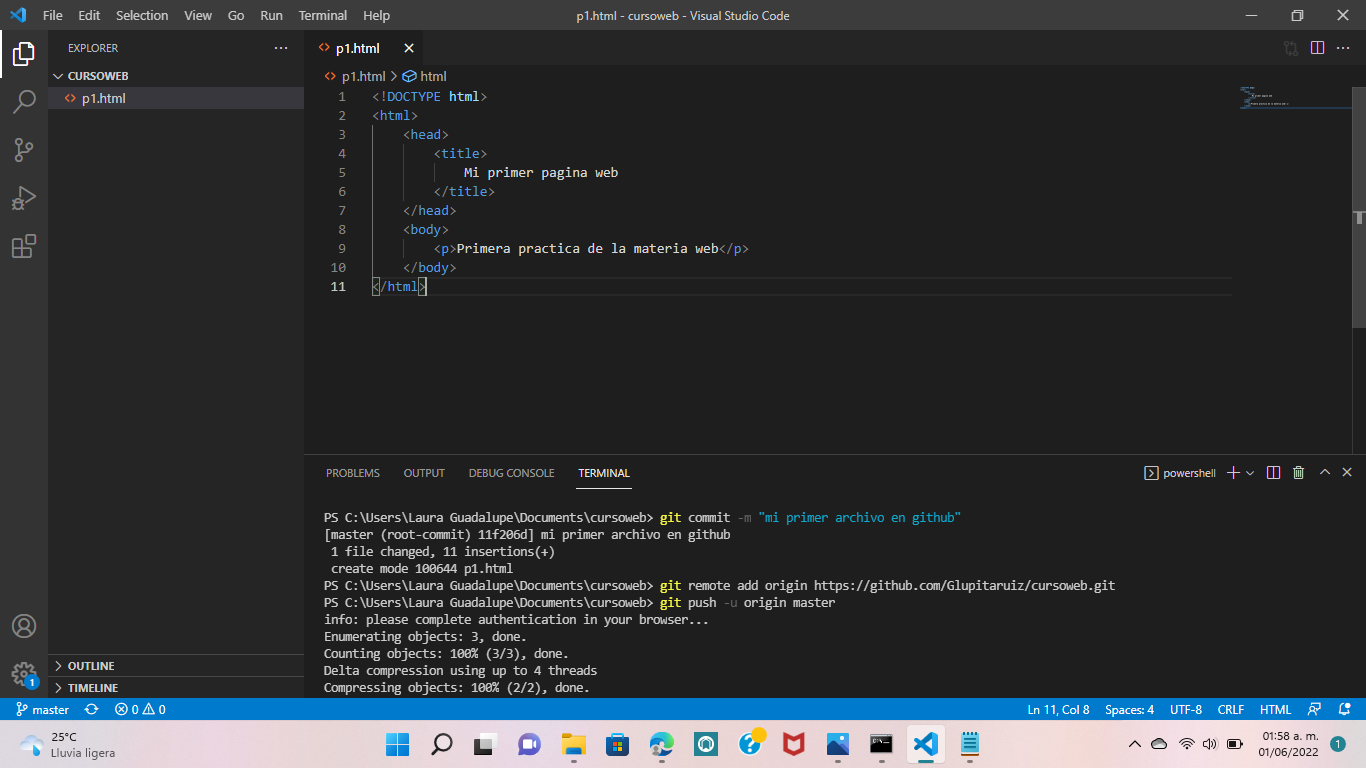 File Edit Selection View Go Run Terminal Help p1.html - cursoweb - Visual Studio Code
EXPLORER
CURSOWEB
p1.html
p1.html
p1.html > html
1 <!DOCTYPE html>
2 <html>
3 <head>
4 <title>
5 Mi primer pagina web
6 </title>
7 </head>
8 <body>
9 <p>Primera practica de la materia web</p>
10 </body>
11 </html>
PROBLEMS OUTPUT DEBUG CONSOLE TERMINAL powershell
PS C:\Users\Laura Guadalupe\Documents\cursoweb> git commit -m "mi primer archivo en github"
[master (root-commit) 11f206d] mi primer archivo en github
1 file changed, 11 insertions(+)
create mode 100644 p1.html
PS C:\Users\Laura Guadalupe\Documents\cursoweb> git remote add origin https://github.com/Glupitaruiz/cursoweb.git
PS C:\Users\Laura Guadalupe\Documents\cursoweb> git push -u origin master
info: please complete authentication in your browser...
Enumerating objects: 3, done.
Counting objects: 100% (3/3), done.
Delta compression using up to 4 threads
Compressing objects: 100% (2/2), done.
OUTLINE
TIMELINE
1
master 0 0 Ln 11, Col 8 Spaces: 4 UTF-8 CRLF HTML
25°C
Lluvia ligera
01:58 a. m.
01/06/2022
1